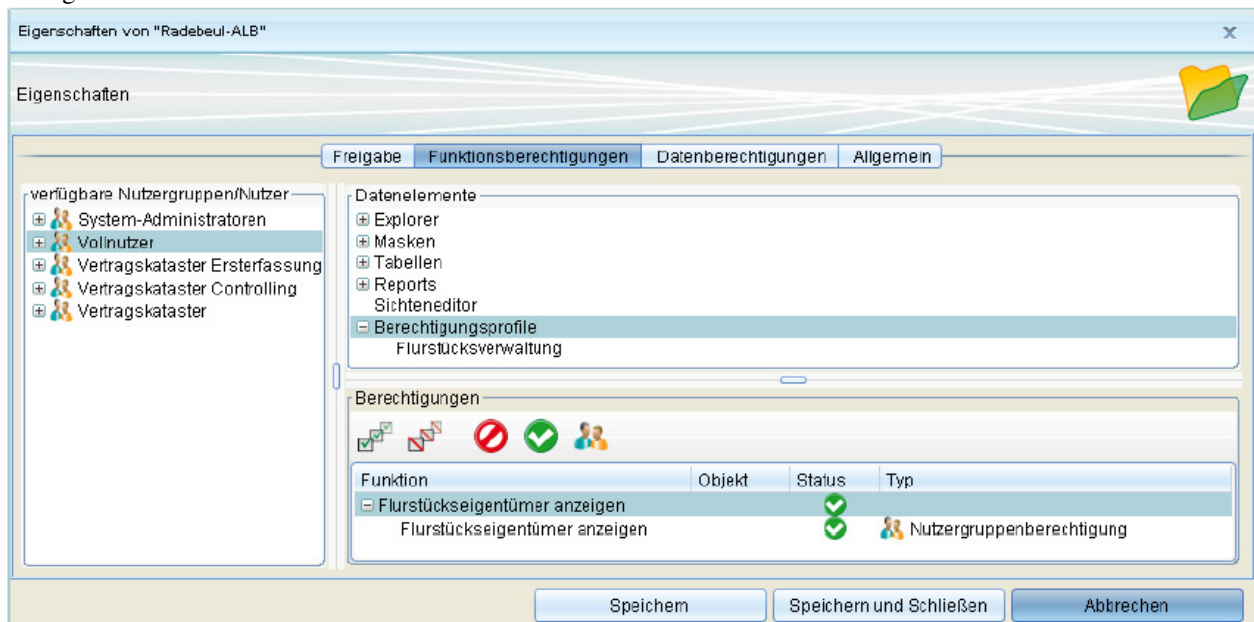 Eigenschaften von "Radebeul-ALB"
x
Eigenschaften
Freigabe Funktionsberechtigungen Datenberechtigungen Allgemein
verfügbare Nutzergruppen/Nutzer
System-Administratoren
Vollnutzer
Vertragskataster Ersterfassung
Vertragskataster Controlling
Vertragskataster
Datenelemente
Explorer
Masken
Tabellen
Reports
Sichteneditor
Berechtigungsprofile
Flurstücksverwaltung
Berechtigungen
Funktion Objekt Status Typ
Flurstückseigentümer anzeigen
Flurstückseigentümer anzeigen Nutzergruppenberechtigung
Speichern Speichern und Schließen Abbrechen